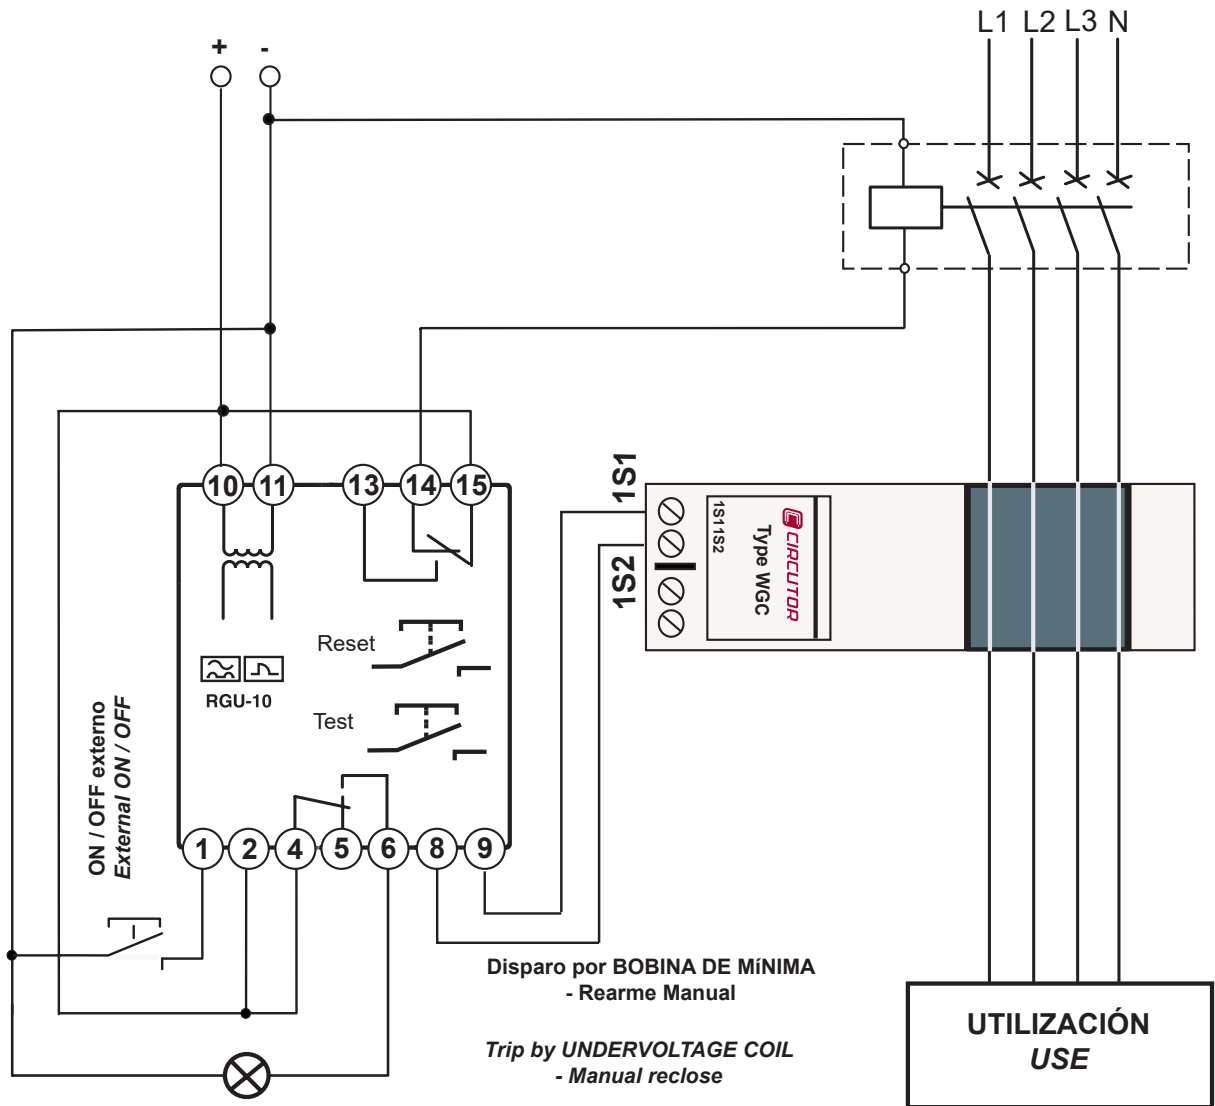 + -
L1 L2 L3 N
10 11 13 14 15
1S1
1S2
1S1 1S2
Type WGC
CIRCUTOR
Reset
RGU-10
Test
ON / OFF externo
External ON / OFF
1 2 4 5 6 8 9
Disparo por BOBINA DE MíNIMA
- Rearme Manual
Trip by UNDERVOLTAGE COIL
- Manual reclose
UTILIZACIÓN
USE